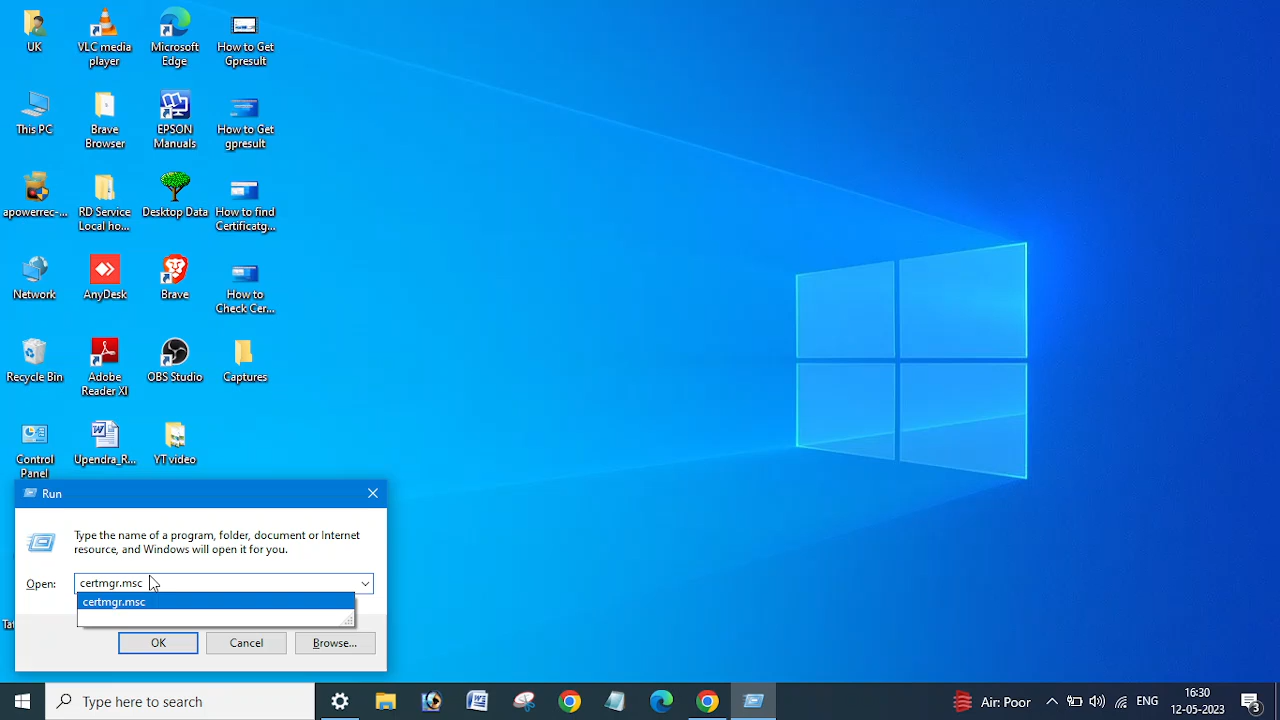 UK
VLC media
player
Microsoft
Edge
How to Get
Gpresult
This PC
Brave
Browser
EPSON
Manuals
How to Get
gpresult
apowerrec-...
RD Service
Local ho...
Desktop Data
How to find
Certificatg...
Network
AnyDesk
Brave
How to
Check Cer...
Recycle Bin
Adobe
Reader XI
OBS Studio
Captures
Control
Panel
Upendra_R...
YT video
Run
Type the name of a program, folder, document or Internet
resource, and Windows will open it for you.
Open:
certmgr.msc
certmgr.msc
OK
Cancel
Browse...
Type here to search
Air: Poor
ENG
16:30
12-05-2023
3